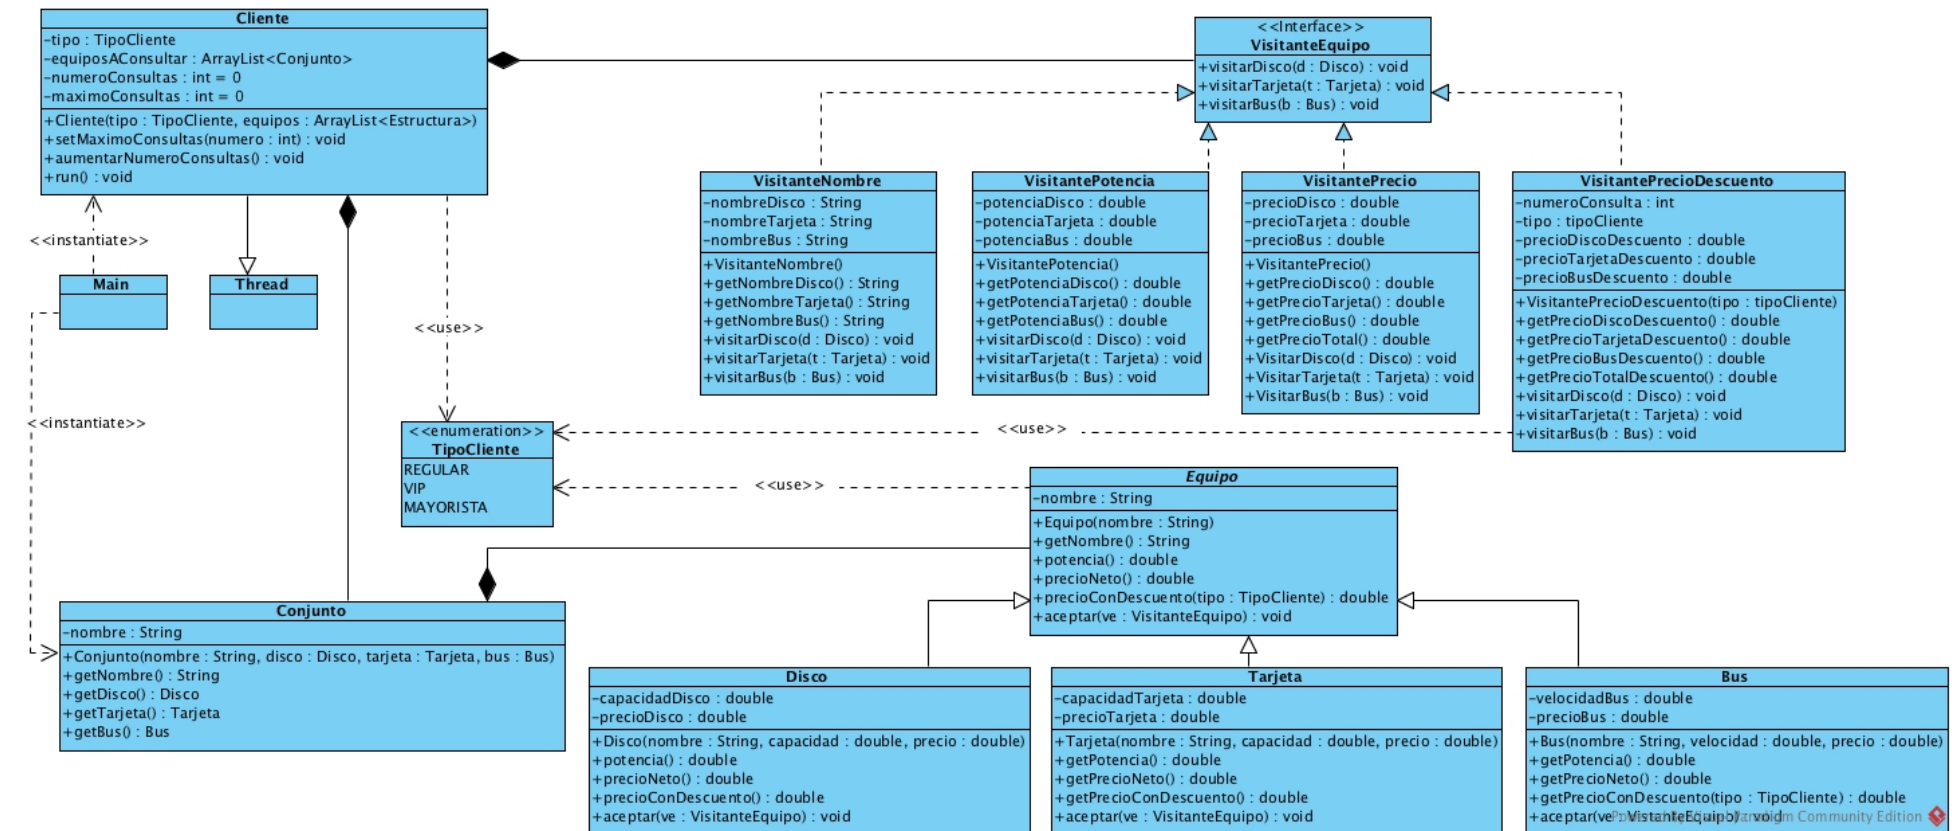 Cliente
-tipo : TipoCliente
-equiposAConsultar : ArrayList<Conjunto>
-numeroConsultas : int = 0
-maximoConsultas : int = 0
+Cliente(tipo : TipoCliente, equipos : ArrayList<Estructura>)
+setMaximoConsultas(numero : int) : void
+aumentarNumeroConsultas() : void
+run() : void
<<Interface>>
VisitanteEquipo
+visitarDisco(d : Disco) : void
+visitarTarjeta(t : Tarjeta) : void
+visitarBus(b : Bus) : void
VisitanteNombre
-nombreDisco : String
-nombreTarjeta : String
-nombreBus : String
+VisitanteNombre()
+getNombreDisco() : String
+getNombreTarjeta() : String
+getNombreBus() : String
+visitarDisco(d : Disco) : void
+visitarTarjeta(t : Tarjeta) : void
+visitarBus(b : Bus) : void
VisitantePotencia
-potenciaDisco : double
-potenciaTarjeta : double
-potenciaBus : double
+VisitantePotencia()
+getPotenciaDisco() : double
+getPotenciaTarjeta() : double
+getPotenciaBus() : double
+visitarDisco(d : Disco) : void
+visitarTarjeta(t : Tarjeta) : void
+visitarBus(b : Bus) : void
VisitantePrecio
-precioDisco : double
-precioTarjeta : double
-precioBus : double
+VisitantePrecio()
+getPrecioDisco() : double
+getPrecioTarjeta() : double
+getPrecioBus() : double
+getPrecioTotal() : double
+VisitarDisco(d : Disco) : void
+VisitarTarjeta(t : Tarjeta) : void
+VisitarBus(b : Bus) : void
VisitantePrecioDescuento
-numeroConsulta : int
-tipo : tipoCliente
-precioDiscoDescuento : double
-precioTarjetaDescuento : double
-precioBusDescuento : double
+VisitantePrecioDescuento(tipo : tipoCliente)
+getPrecioDiscoDescuento() : double
+getPrecioTarjetaDescuento() : double
+getPrecioBusDescuento() : double
+getPrecioTotalDescuento() : double
+visitarDisco(d : Disco) : void
+visitarTarjeta(t : Tarjeta) : void
+visitarBus(b : Bus) : void
<<instantiate>>
Main
Thread
<<use>>
<<instantiate>>
<<enumeration>>
TipoCliente
REGULAR
VIP
MAYORISTA
<<use>>
<<use>>
Equipo
-nombre : String
+Equipo(nombre : String)
+getNombre() : String
+potencia() : double
+precioNeto() : double
+precioConDescuento(tipo : TipoCliente) : double
+aceptar(ve : VisitanteEquipo) : void
Conjunto
-nombre : String
+Conjunto(nombre : String, disco : Disco, tarjeta : Tarjeta, bus : Bus)
+getNombre() : String
+getDisco() : Disco
+getTarjeta() : Tarjeta
+getBus() : Bus
Disco
-capacidadDisco : double
-precioDisco : double
+Disco(nombre : String, capacidad : double, precio : double)
+potencia() : double
+precioNeto() : double
+precioConDescuento() : double
+aceptar(ve : VisitanteEquipo) : void
Tarjeta
-capacidadTarjeta : double
-precioTarjeta : double
+Tarjeta(nombre : String, capacidad : double, precio : double)
+getPotencia() : double
+getPrecioNeto() : double
+getPrecioConDescuento() : double
+aceptar(ve : VisitanteEquipo) : void
Bus
-velocidadBus : double
-precioBus : double
+Bus(nombre : String, velocidad : double, precio : double)
+getPotencia() : double
+getPrecioNeto() : double
+getPrecioConDescuento(tipo : TipoCliente) : double
+aceptar(ve : VisitanteEquipo) : void
Paradigm Community Edition